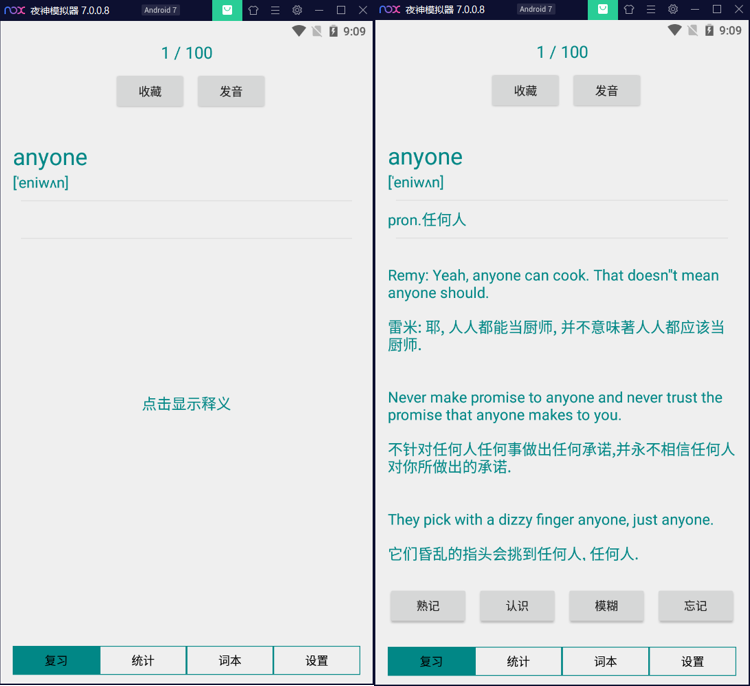 nox 夜神模拟器 7.0.0.8 Android 7
9:09
1 / 100
收藏 发音
anyone
['eniwʌn]
点击显示释义
复习 统计 词本 设置
nox 夜神模拟器 7.0.0.8 Android 7
9:09
1 / 100
收藏 发音
anyone
['eniwʌn]
pron.任何人
Remy: Yeah, anyone can cook. That doesn"t mean
anyone should.
雷米: 耶, 人人都能当厨师, 并不意味著人人都应该当
厨师.
Never make promise to anyone and never trust the
promise that anyone makes to you.
不针对任何人任何事做出任何承诺,并永不相信任何人
对你所做出的承诺.
They pick with a dizzy finger anyone, just anyone.
它们昏乱的指头会挑到任何人, 任何人.
熟记 认识 模糊 忘记
复习 统计 词本 设置